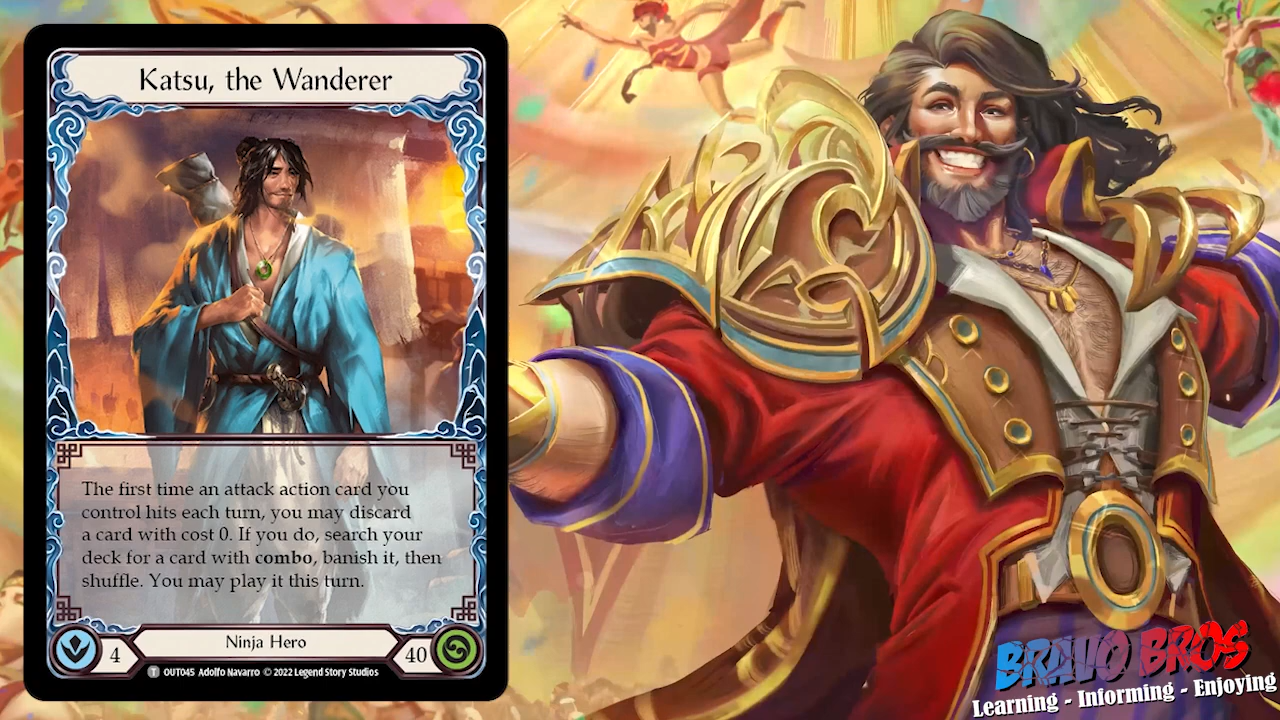 Katsu, the Wanderer
The first time an attack action card you
control hits each turn, you may discard
a card with cost 0. If you do, search your
deck for a card with combo, banish it, then
shuffle. You may play it this turn.
Ninja Hero
4
40
T OUT045 Adolfo Navarro © 2022 Legend Story Studios
BRAVO BROS
Learning - Informing - Enjoying